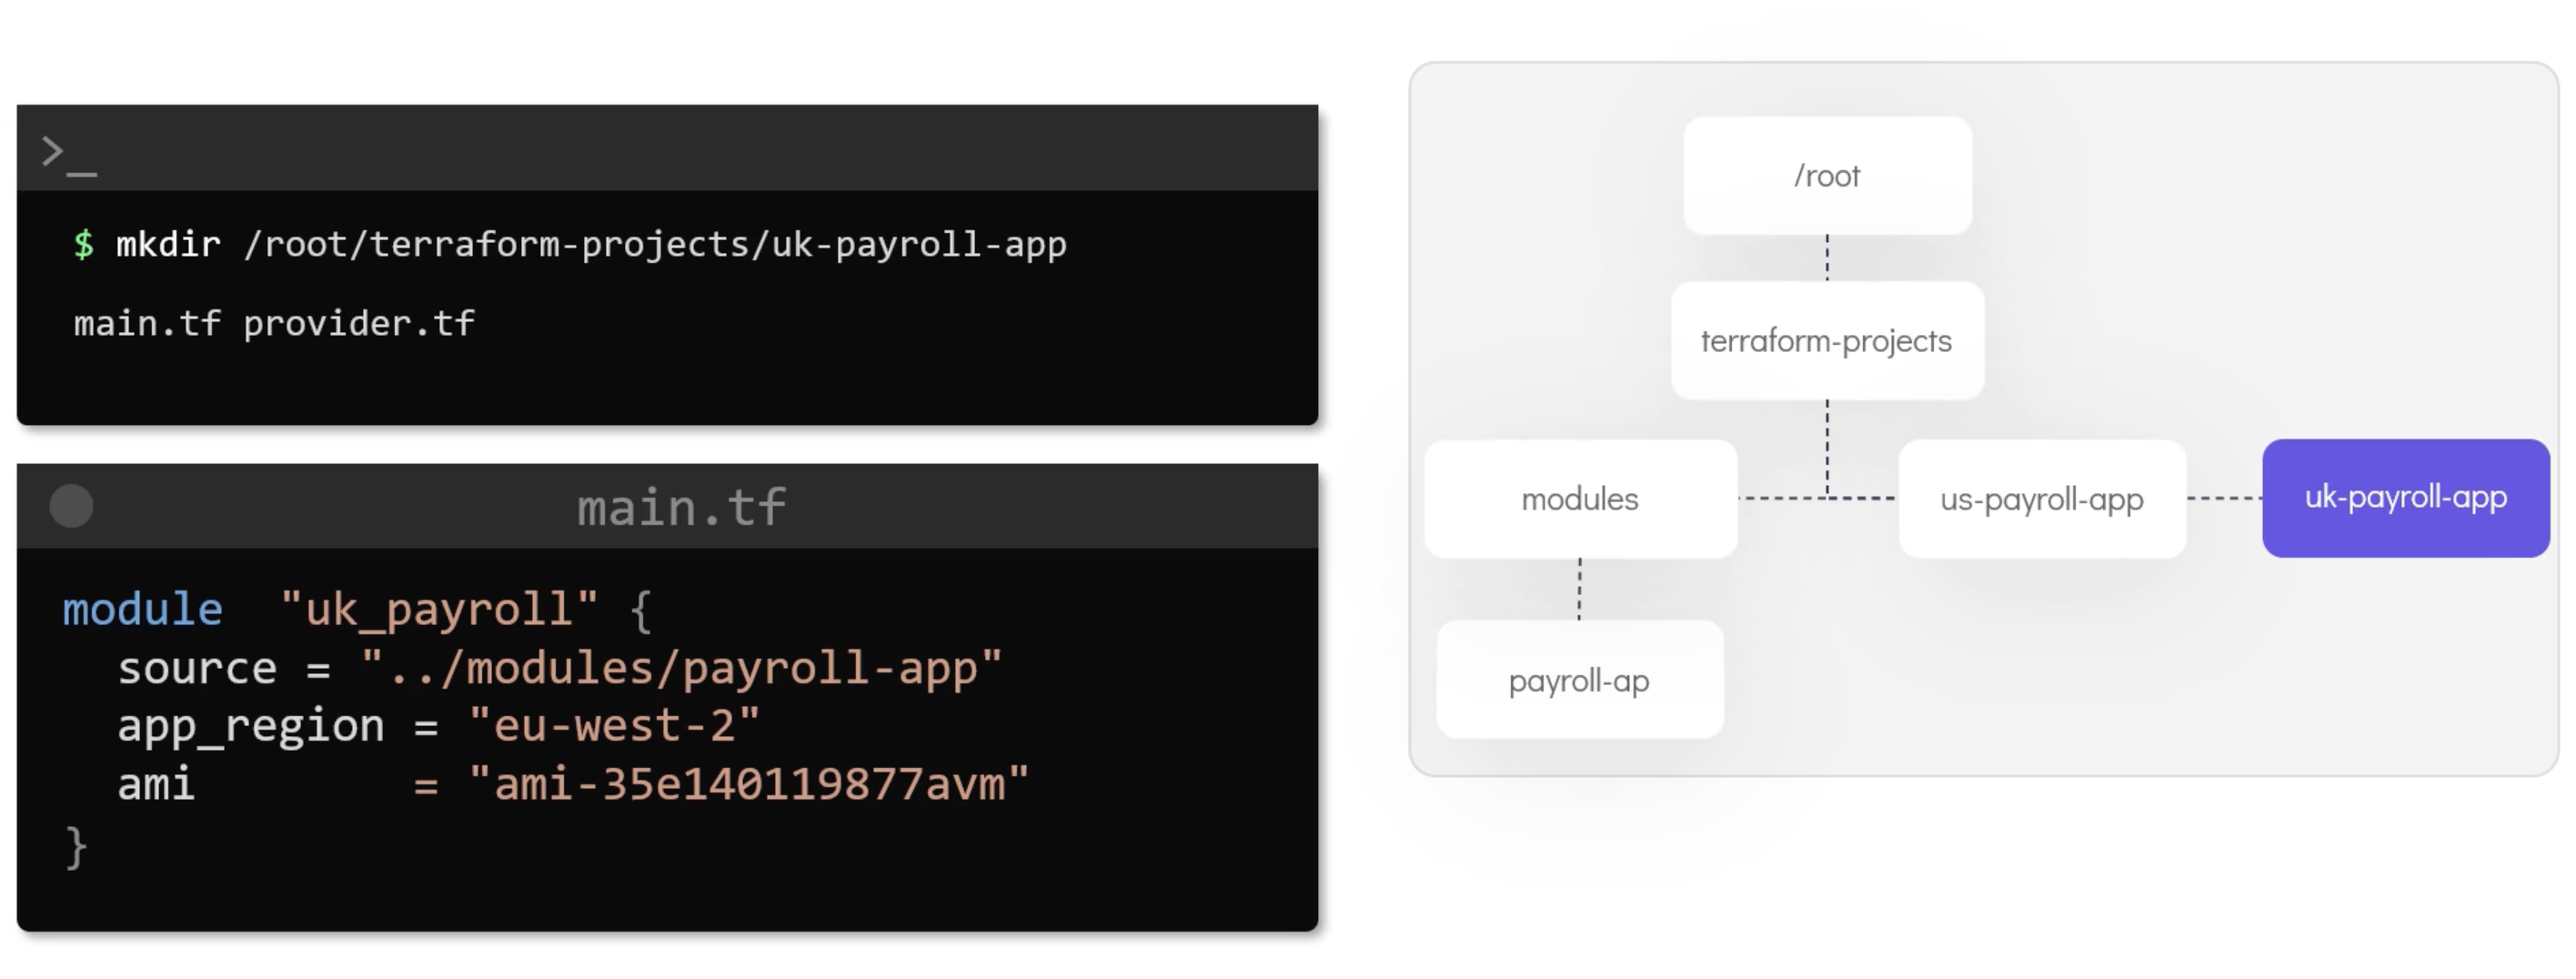 >_
$ mkdir /root/terraform-projects/uk-payroll-app
main.tf provider.tf
main.tf
module  "uk_payroll" {
  source = "../modules/payroll-app"
  app_region = "eu-west-2"
  ami        = "ami-35e140119877avm"
}
/root
terraform-projects
modules
us-payroll-app
uk-payroll-app
payroll-ap